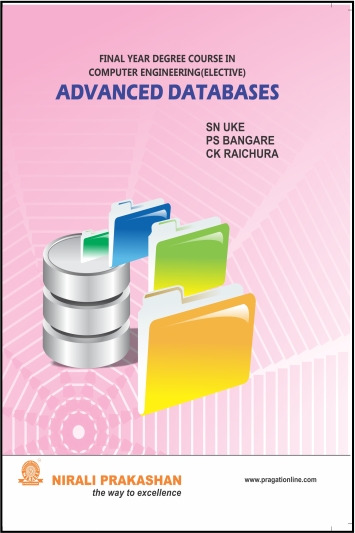 FINAL YEAR DEGREE COURSE IN
COMPUTER ENGINEERING(ELECTIVE)
ADVANCED DATABASES
SN UKE
PS BANGARE
CK RAICHURA
NIRALI PRAKASHAN
the way to excellence
www.pragationline.com